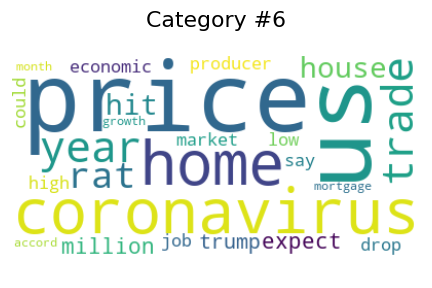 Category #6
month economic producer house
could prices us trade
hit
growth
year market low
rat home say
high mortgage
coronavirus
accord million job trump expect drop